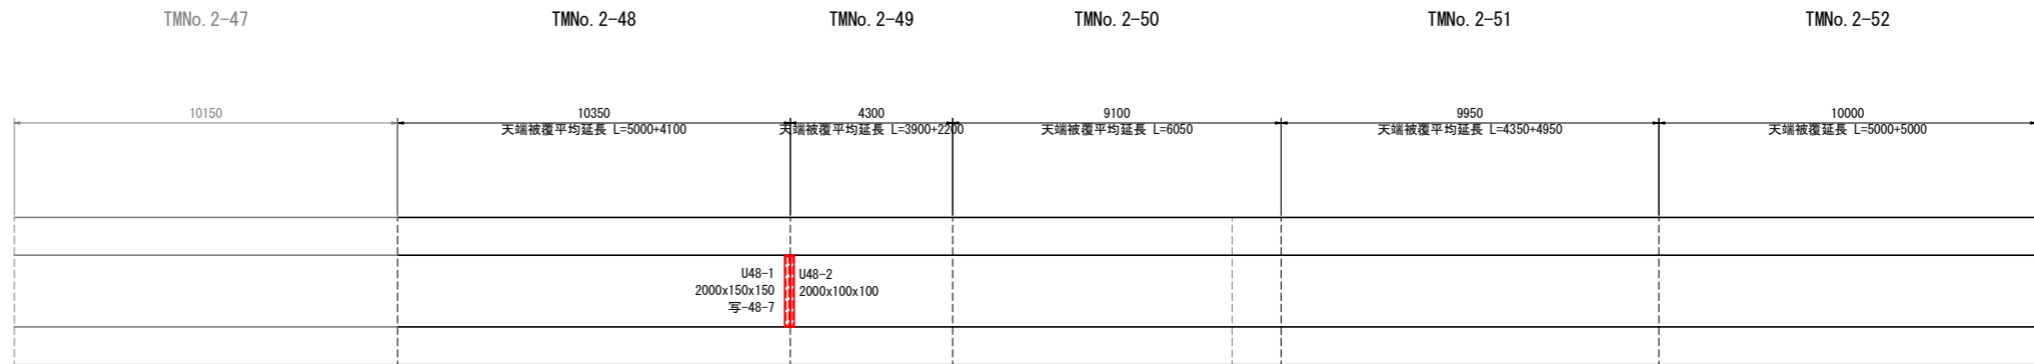 TMNo. 2-47 TMNo. 2-48 TMNo. 2-49 TMNo. 2-50 TMNo. 2-51 TMNo. 2-52
10150 10350 4300 9100 9950 10000
天端被覆平均延長 L=5000+4100 天端被覆平均延長 L=3900+2200 天端被覆平均延長 L=6050 天端被覆平均延長 L=4350+4950 天端被覆延長 L=5000+5000
U48-1 U48-2
2000x150x150 2000x100x100
写-48-7